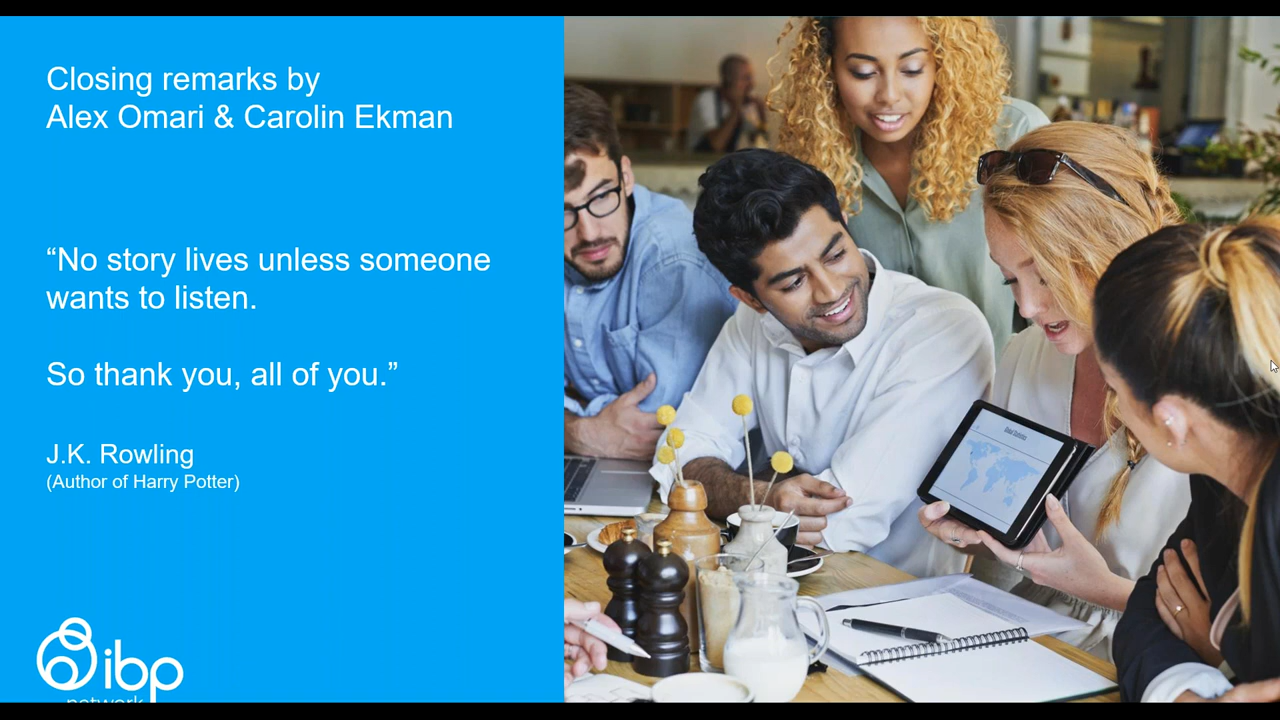 Closing remarks by
Alex Omari & Carolin Ekman
“No story lives unless someone
wants to listen.
So thank you, all of you.”
J.K. Rowling
(Author of Harry Potter)
ibp
network